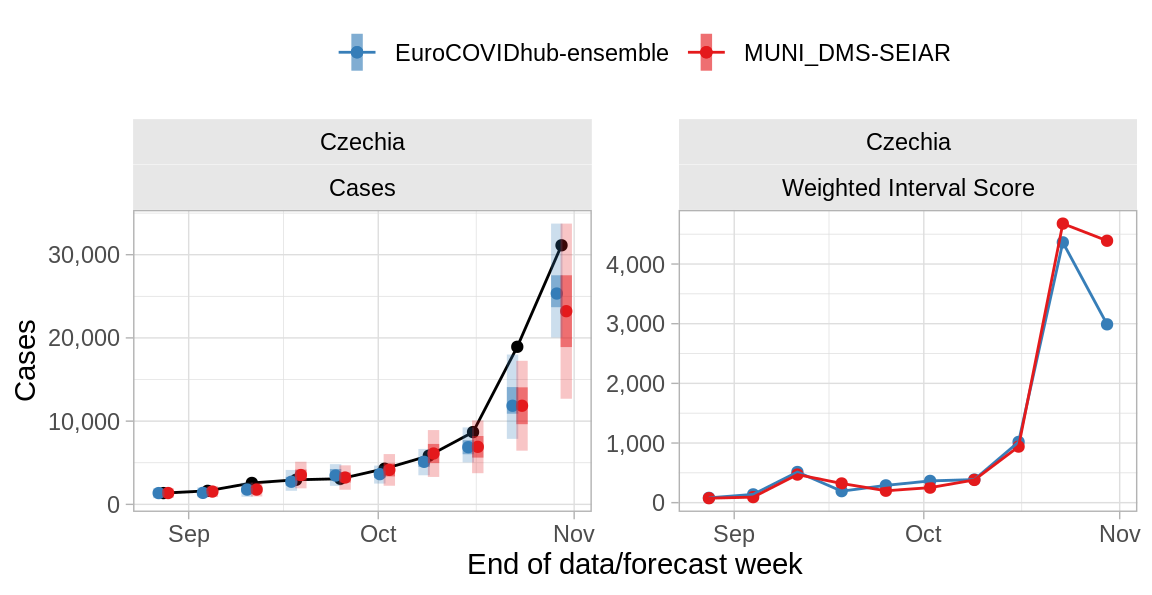 EuroCOVIDhub-ensemble MUNI_DMS-SEIAR
Czechia
Cases
Czechia
Weighted Interval Score
Cases
30,000
20,000
10,000
0
Sep Oct Nov
4,000
3,000
2,000
1,000
0
Sep Oct Nov
End of data/forecast week